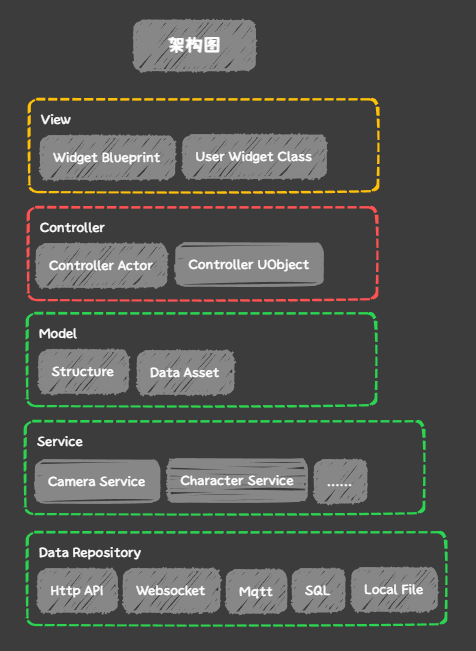 架构图
View
Widget Blueprint
User Widget Class
Controller
Controller Actor
Controller UObject
Model
Structure
Data Asset
Service
Camera Service
Character Service
......
Data Repository
Http API
Websocket
Mqtt
SQL
Local File